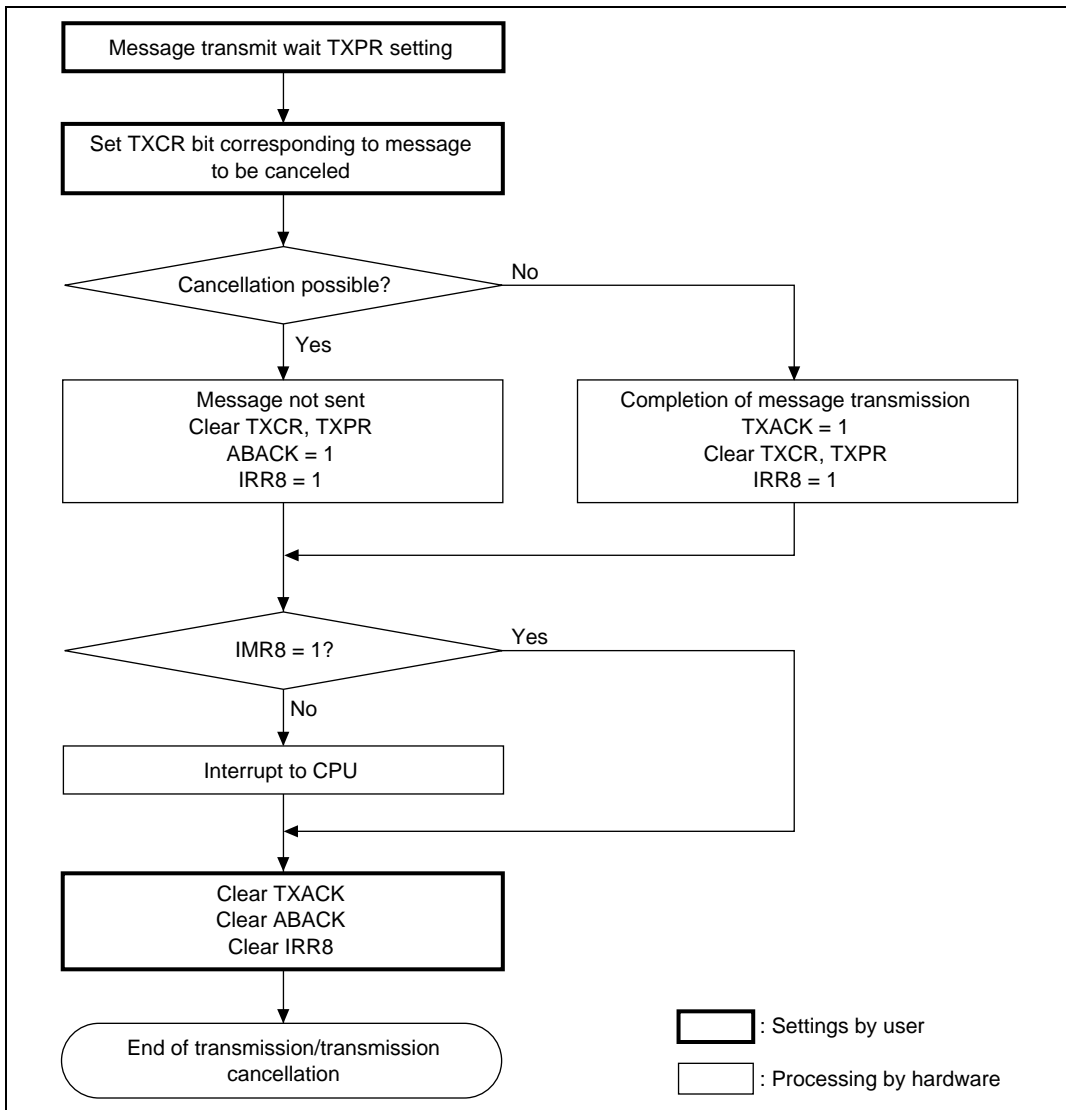 Message transmit wait TXPR setting
Set TXCR bit corresponding to message
to be canceled
Cancellation possible?
No
Yes
Message not sent
Clear TXCR, TXPR
ABACK = 1
IRR8 = 1
Completion of message transmission
TXACK = 1
Clear TXCR, TXPR
IRR8 = 1
IMR8 = 1?
Yes
No
Interrupt to CPU
Clear TXACK
Clear ABACK
Clear IRR8
End of transmission/transmission
cancellation
: Settings by user
: Processing by hardware